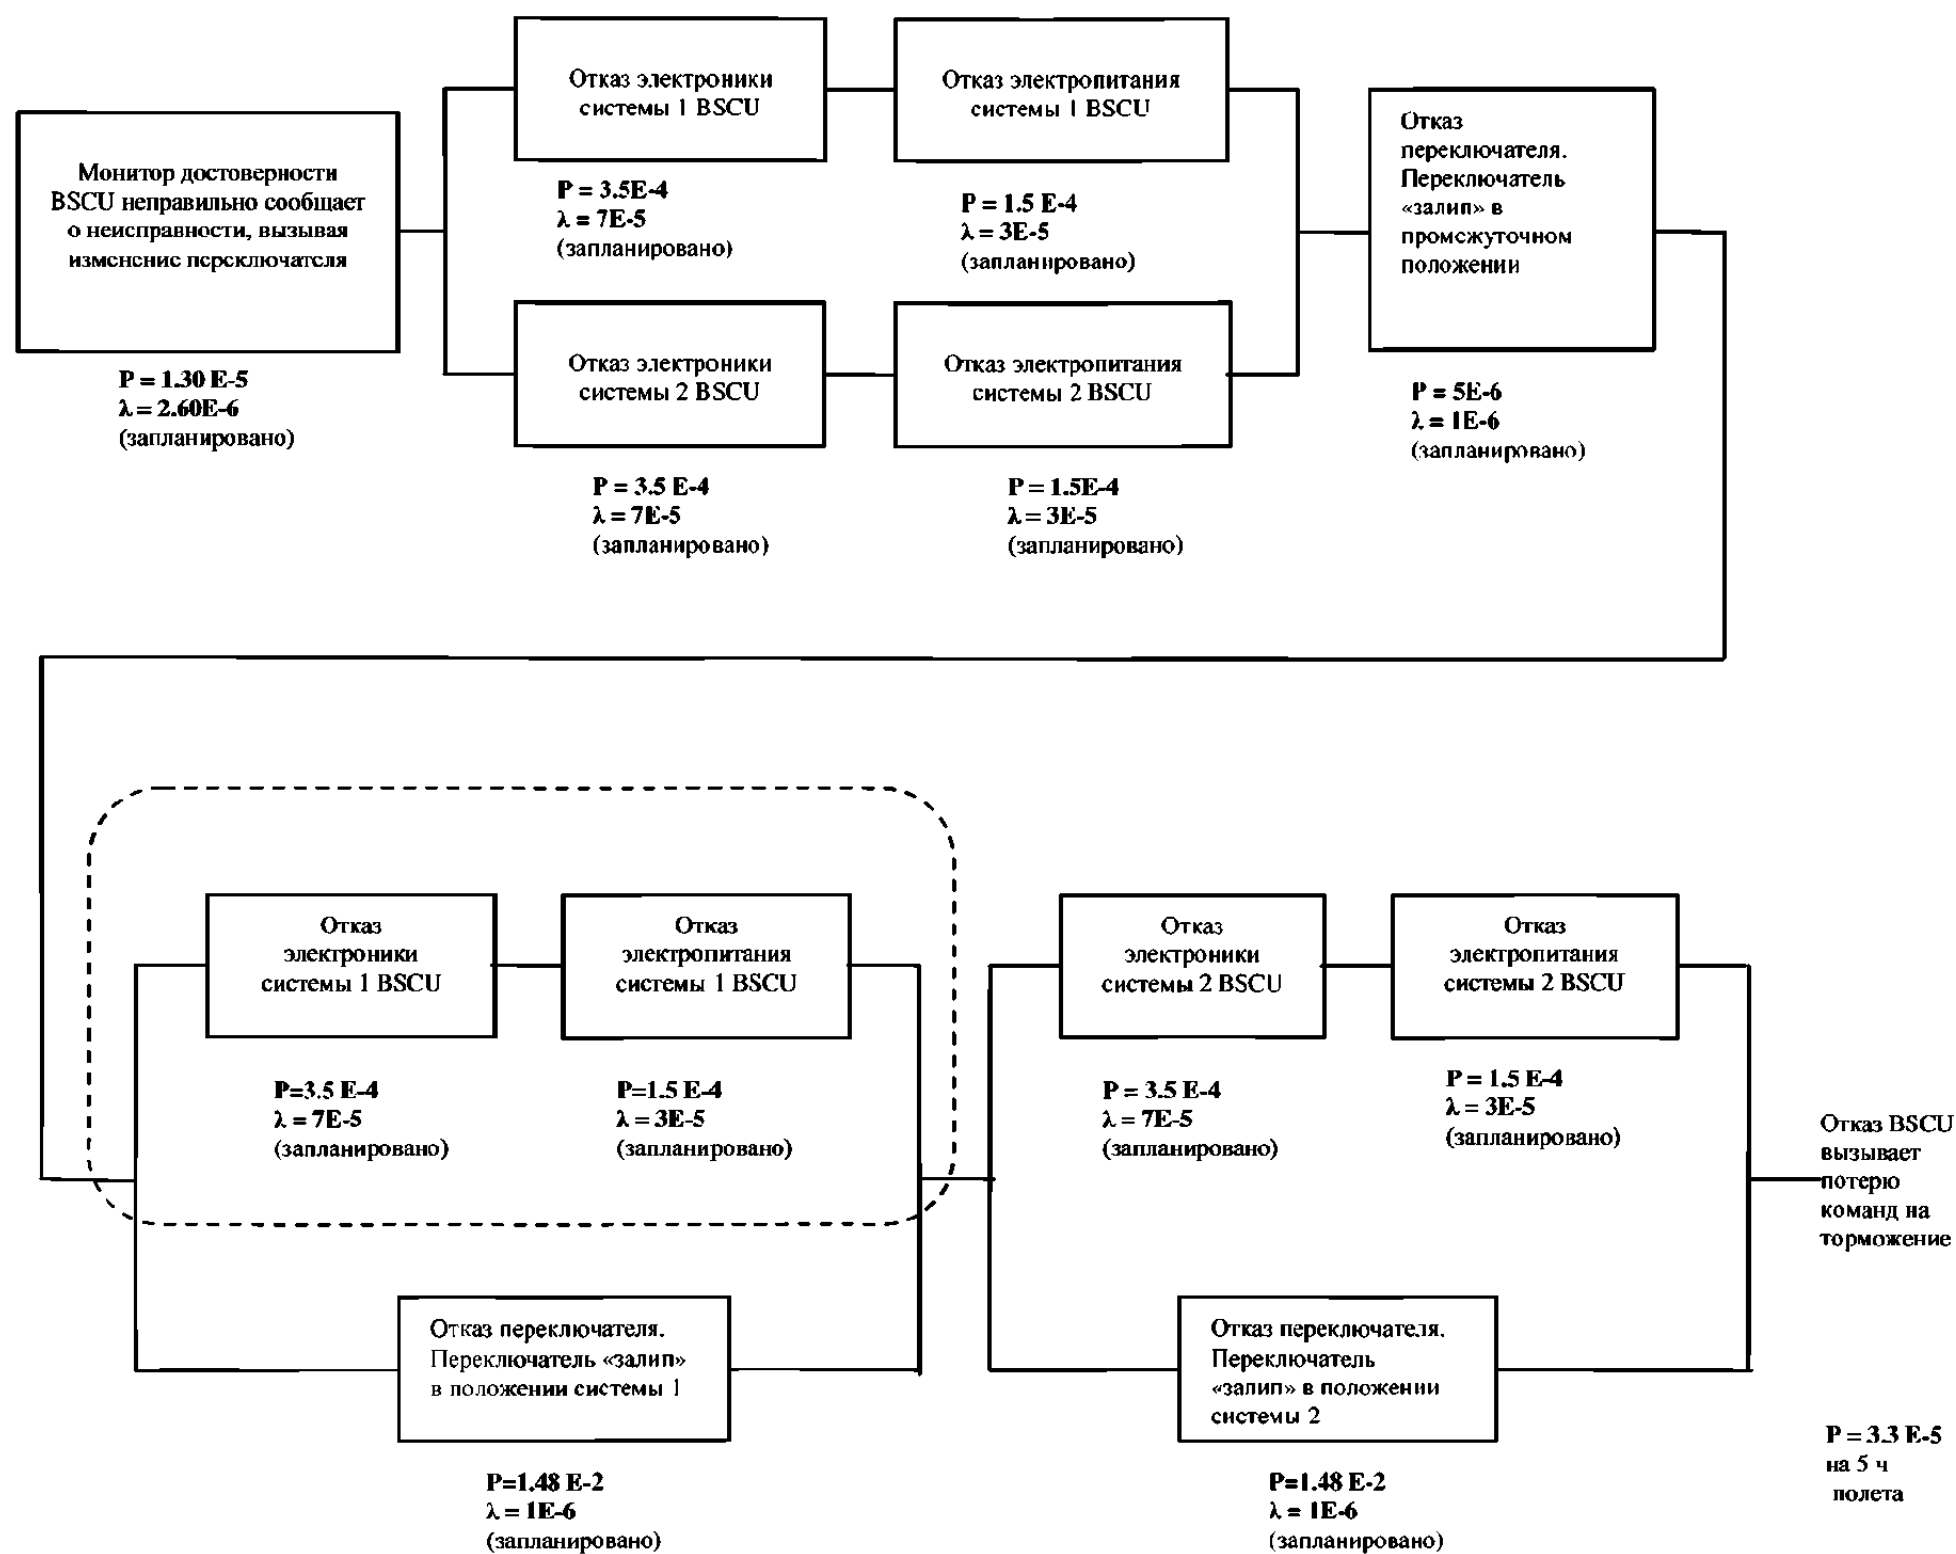 Отказ электроники
системы 1 BSCU
Отказ электропитания
системы 1 BSCU
Монитор достоверности
BSCU неправильно сообщает
о неисправности, вызывая
изменение переключателя
Отказ
переключателя.
Переключатель
«залип» в
промежуточном
положении
P = 3.5E-4
λ = 7E-5
(запланировано)
P = 1.5 E-4
λ = 3E-5
(запланировано)
Отказ электроники
системы 2 BSCU
Отказ электропитания
системы 2 BSCU
P = 1.30 E-5
λ = 2.60E-6
(запланировано)
P = 5E-6
λ = 1E-6
(запланировано)
P = 3.5 E-4
λ = 7E-5
(запланировано)
P = 1.5E-4
λ = 3E-5
(запланировано)
Отказ
электроники
системы 1 BSCU
Отказ
электропитания
системы 1 BSCU
Отказ
электроники
системы 2 BSCU
Отказ
электропитания
системы 2 BSCU
P=3.5 E-4
λ = 7E-5
(запланировано)
P=1.5 E-4
λ = 3E-5
(запланировано)
P = 3.5 E-4
λ = 7E-5
(запланировано)
P = 1.5 E-4
λ = 3E-5
(запланировано)
Отказ BSCU
вызывает
потерю
команд на
торможение
Отказ переключателя.
Переключатель «залип»
в положении системы 1
Отказ переключателя.
Переключатель
«залип» в положении
системы 2
P=1.48 E-2
λ = 1E-6
(запланировано)
P=1.48 E-2
λ = 1E-6
(запланировано)
P = 3.3 E-5
на 5 ч
полета